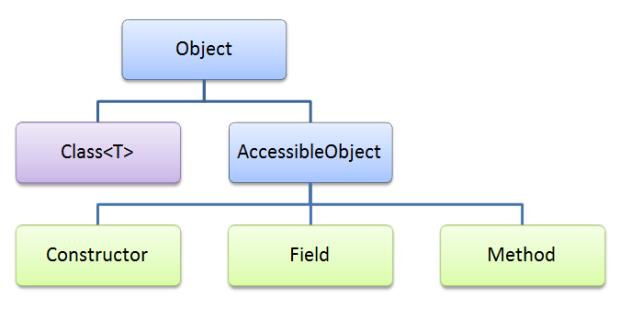 Object
Class<T>
AccessibleObject
Constructor
Field
Method